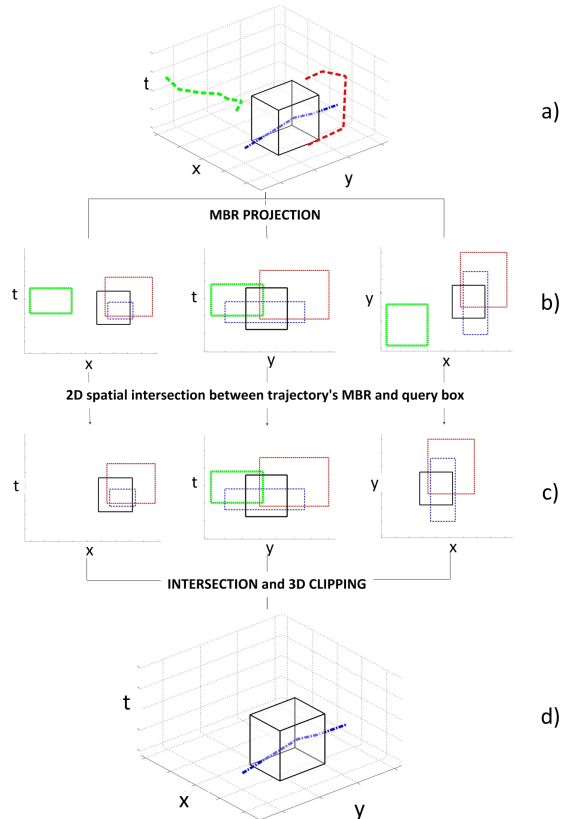 t
a)
x
y
MBR PROJECTION
t
t
y
b)
x
y
x
2D spatial intersection between trajectory's MBR and query box
t
t
y
c)
x
y
x
INTERSECTION and 3D CLIPPING
t
d)
x
y